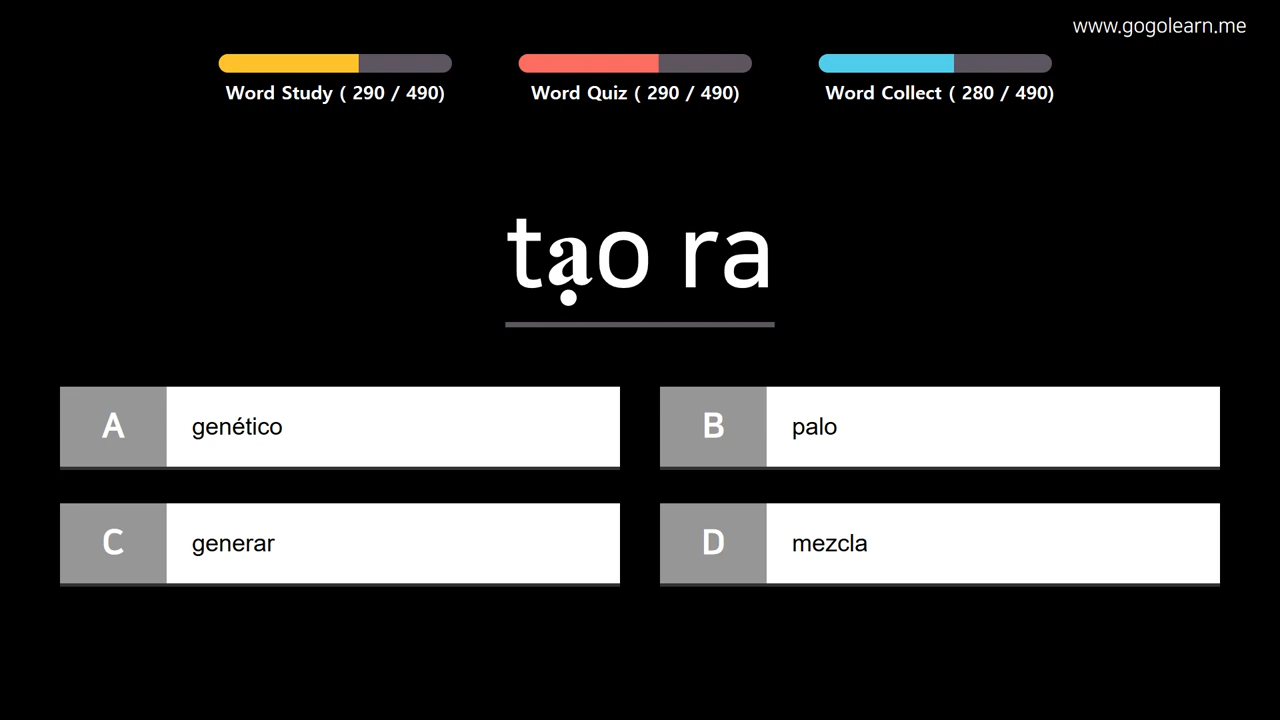 www.gogolearn.me
Word Study ( 290 / 490)
Word Quiz ( 290 / 490)
Word Collect ( 280 / 490)
tạo ra
A genético
B palo
C generar
D mezcla